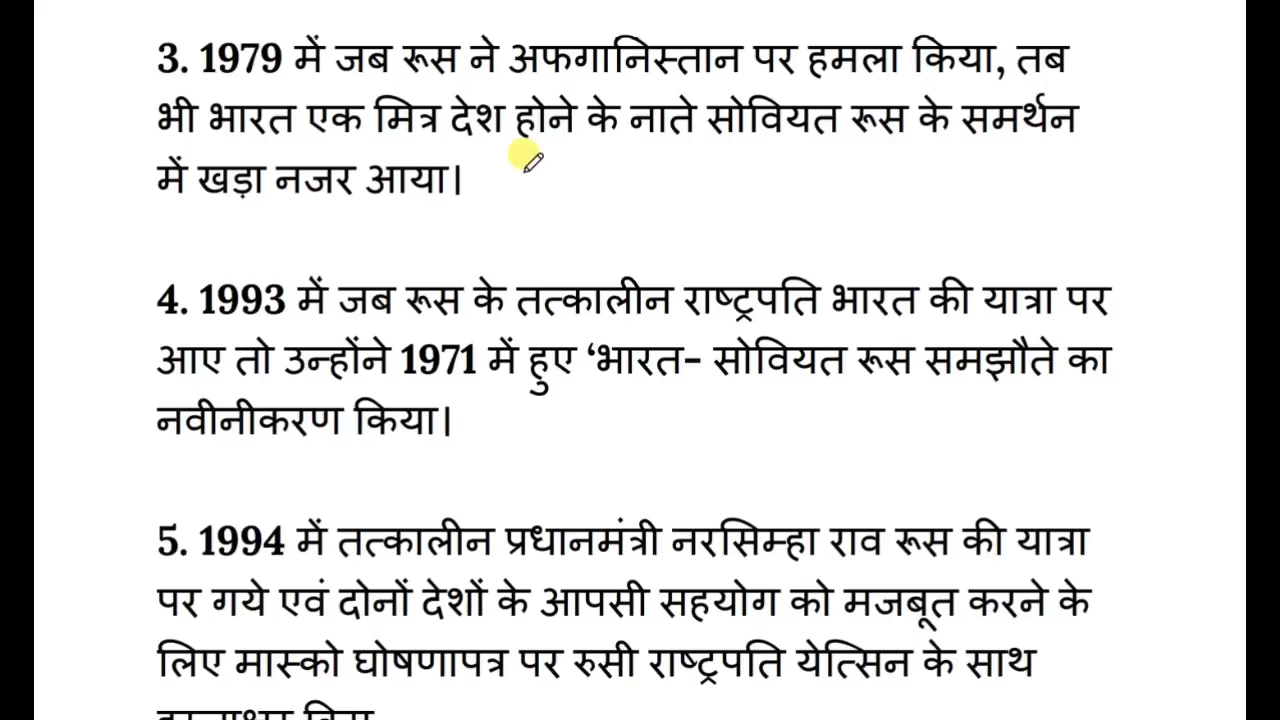 3. 1979 में जब रूस ने अफगानिस्तान पर हमला किया, तब
भी भारत एक मित्र देश होने के नाते सोवियत रूस के समर्थन
में खड़ा नजर आया।
4. 1993 में जब रूस के तत्कालीन राष्ट्रपति भारत की यात्रा पर
आए तो उन्होंने 1971 में हुए ‘भारत- सोवियत रूस समझौते का
नवीनीकरण किया।
5. 1994 में तत्कालीन प्रधानमंत्री नरसिम्हा राव रूस की यात्रा
पर गये एवं दोनों देशों के आपसी सहयोग को मजबूत करने के
लिए मास्को घोषणापत्र पर रुसी राष्ट्रपति येत्सिन के साथ